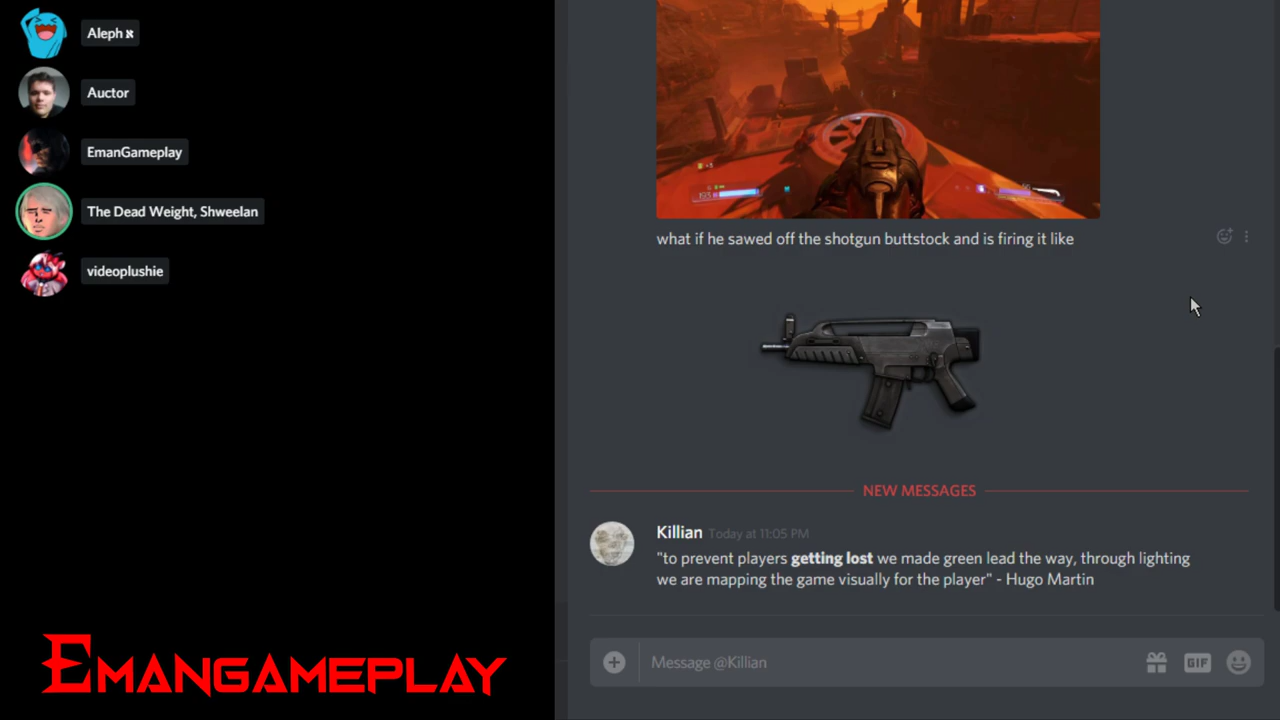 Aleph ℵ
Auctor
EmanGameplay
The Dead Weight, Shweelan
videoplushie
what if he sawed off the shotgun buttstock and is firing it like
NEW MESSAGES
Killian Today at 11:05 PM
"to prevent players getting lost we made green lead the way, through lighting
we are mapping the game visually for the player" - Hugo Martin
Message @Killian
GIF
EMANGAMEPLAY